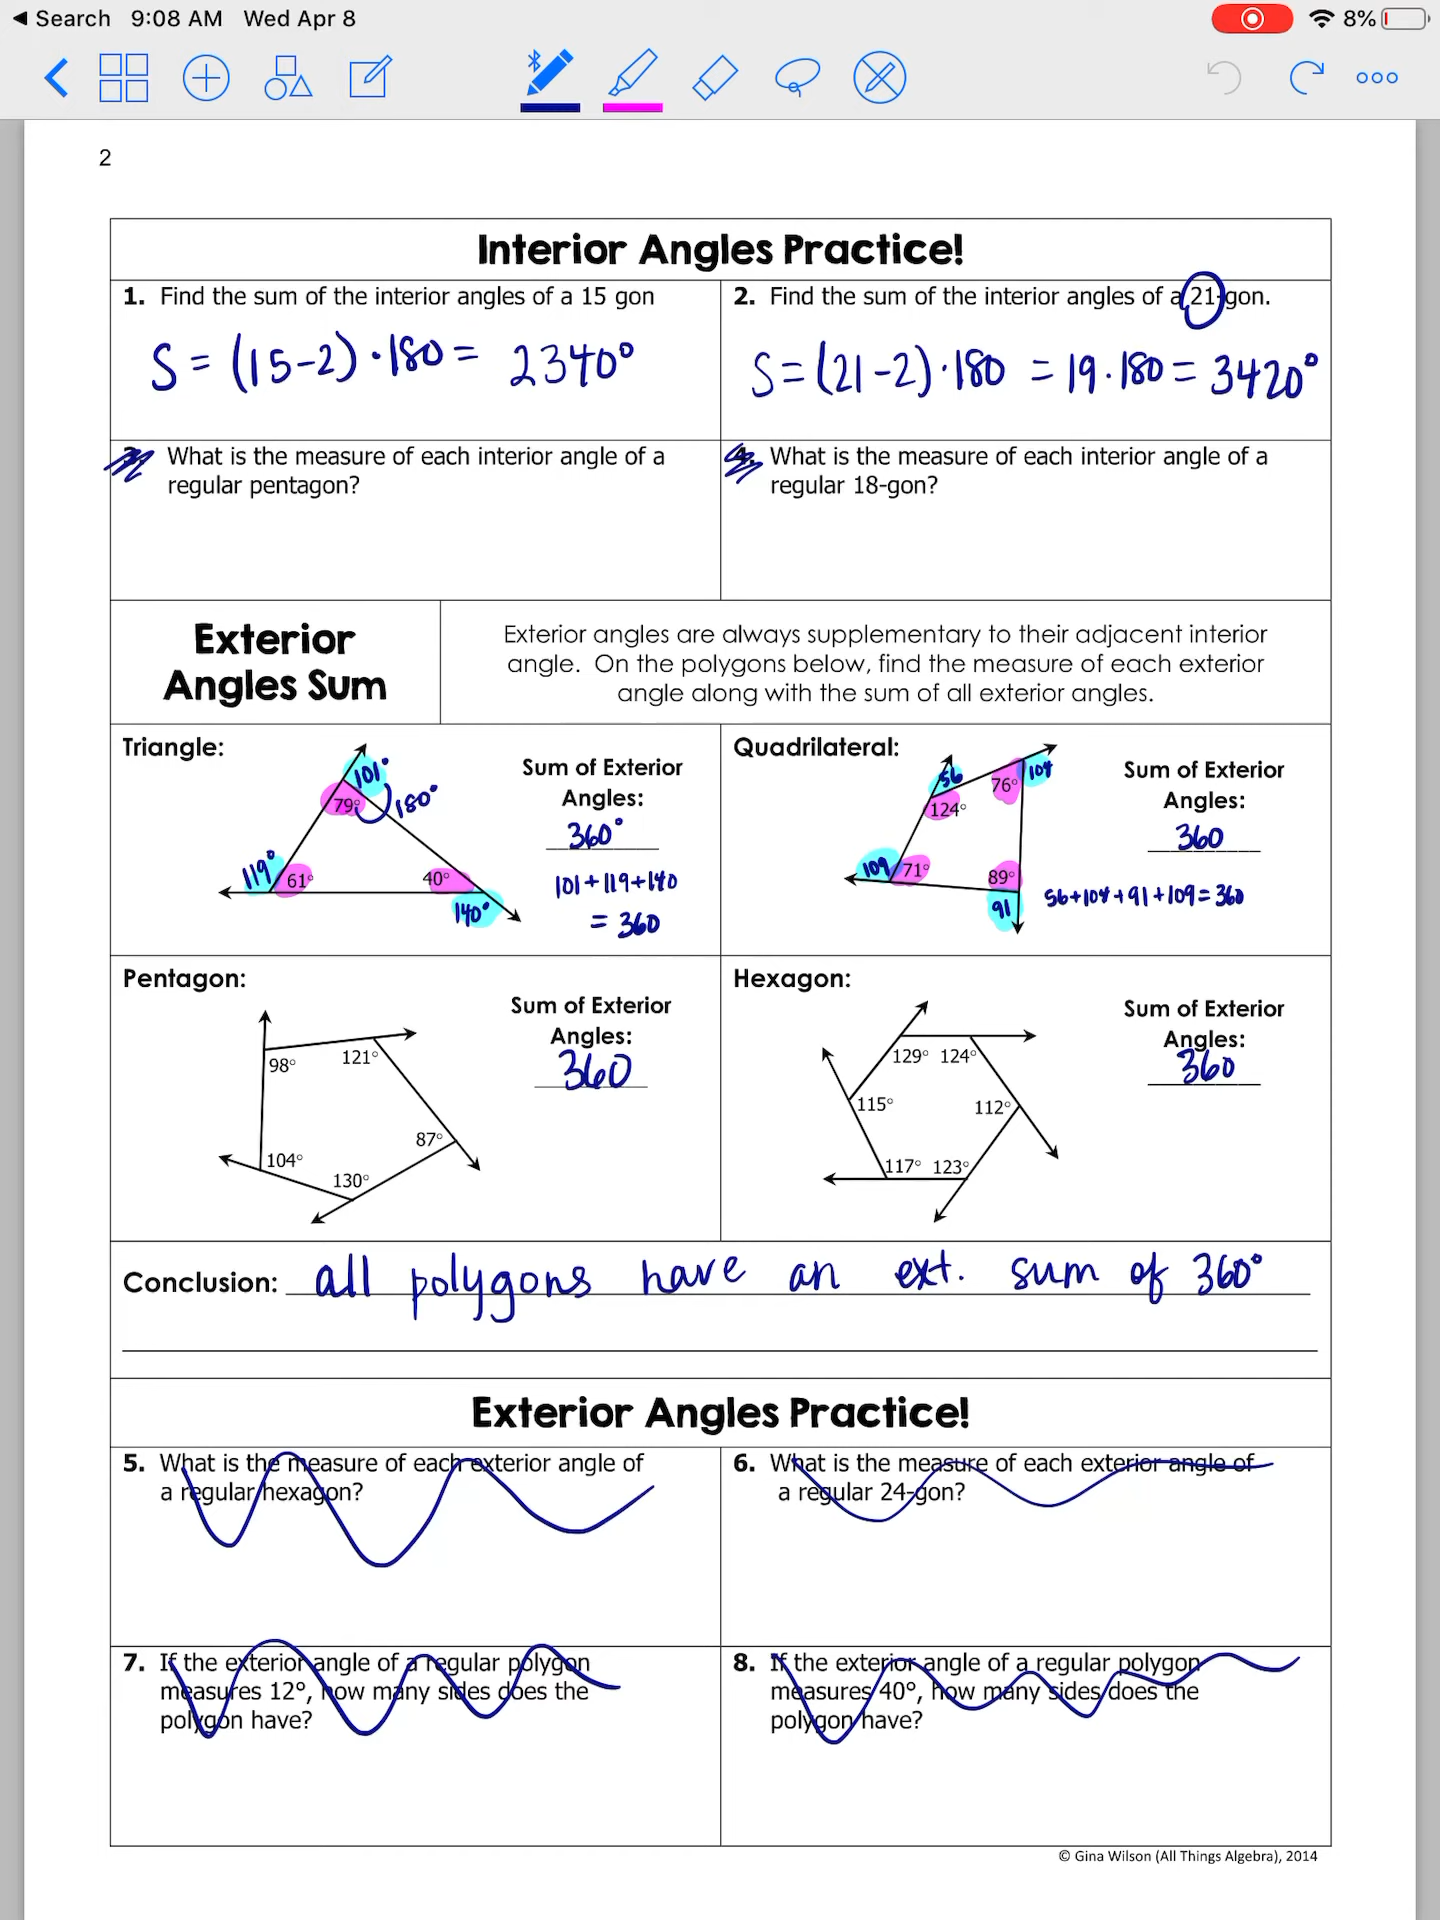 ◀ Search 9:08 AM Wed Apr 8
8%
2
Interior Angles Practice!
1. Find the sum of the interior angles of a 15 gon
S = (15-2) · 180 = 2340°
2. Find the sum of the interior angles of a 21-gon.
S = (21-2) · 180 = 19 · 180 = 3420°
What is the measure of each interior angle of a
regular pentagon?
4. What is the measure of each interior angle of a
regular 18-gon?
Exterior
Angles Sum
Exterior angles are always supplementary to their adjacent interior
angle. On the polygons below, find the measure of each exterior
angle along with the sum of all exterior angles.
Triangle:
101°
79°
180°
119°
61°
40°
140°
Sum of Exterior
Angles:
360°
101+119+140
= 360
Quadrilateral:
56
76°
104
124°
109
71°
89°
91
Sum of Exterior
Angles:
360
56+104+91+109=360
Pentagon:
98°
121°
87°
104°
130°
Sum of Exterior
Angles:
360
Hexagon:
129° 124°
115°
112°
117° 123°
Sum of Exterior
Angles:
360
Conclusion: all polygons have an ext. sum of 360°
Exterior Angles Practice!
5. What is the measure of each exterior angle of
a regular hexagon?
6. What is the measure of each exterior angle of
a regular 24-gon?
7. If the exterior angle of a regular polygon
measures 12°, how many sides does the
polygon have?
8. If the exterior angle of a regular polygon
measures 40°, how many sides does the
polygon have?
© Gina Wilson (All Things Algebra), 2014